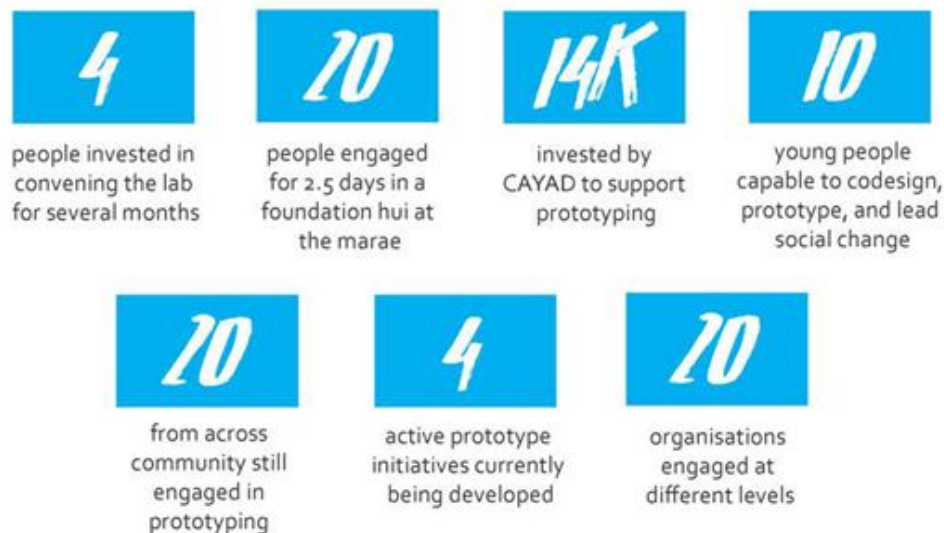 4
people invested in
convening the lab
for several months
20
people engaged
for 2.5 days in a
foundation hui at
the marae
14K
invested by
CAYAD to support
prototyping
10
young people
capable to codesign,
prototype, and lead
social change
20
from across
community still
engaged in
prototyping
4
active prototype
initiatives currently
being developed
20
organisations
engaged at
different levels